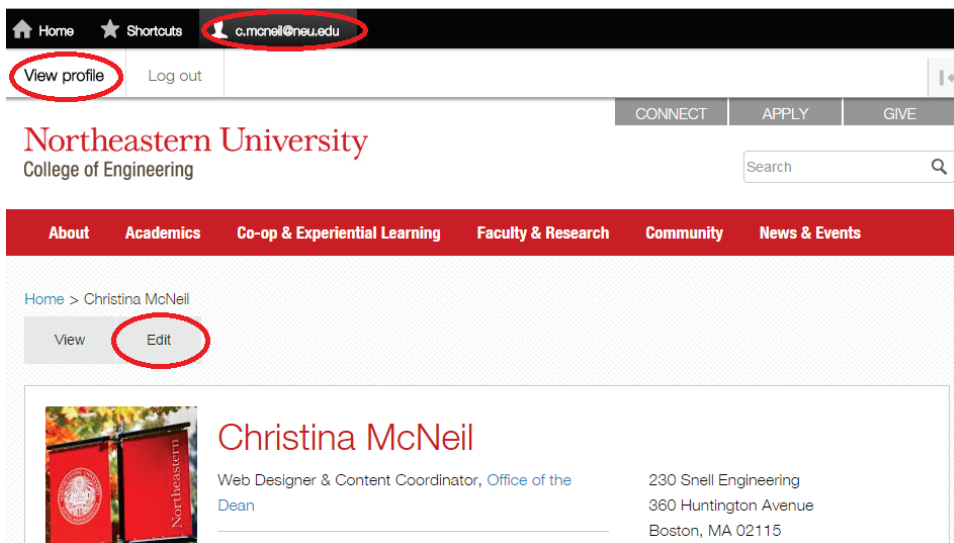 Home Shortcuts c.mcneil@neu.edu
View profile Log out
CONNECT APPLY GIVE
Northeastern University
College of Engineering
Search
About Academics Co-op & Experiential Learning Faculty & Research Community News & Events
Home > Christina McNeil
View Edit
Northeastern
Christina McNeil
Web Designer & Content Coordinator, Office of the
Dean
230 Snell Engineering
360 Huntington Avenue
Boston, MA 02115